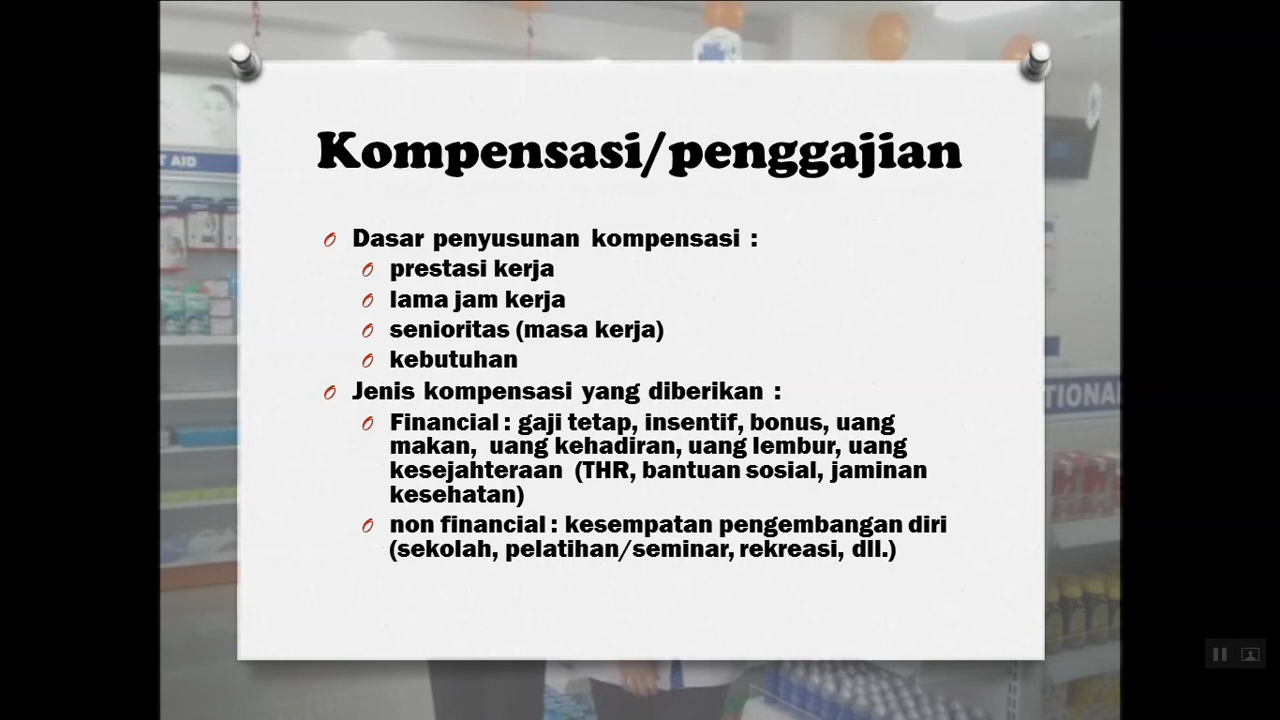 Kompensasi/penggajian
T AID
Dasar penyusunan kompensasi :
prestasi kerja
lama jam kerja
senioritas (masa kerja)
kebutuhan
Jenis kompensasi yang diberikan :
TIONAL
Financial : gaji tetap, insentif, bonus, uang
makan, uang kehadiran, uang lembur, uang
kesejahteraan (THR, bantuan sosial, jaminan
kesehatan)
non financial : kesempatan pengembangan diri
(sekolah, pelatihan/seminar, rekreasi, dll.)